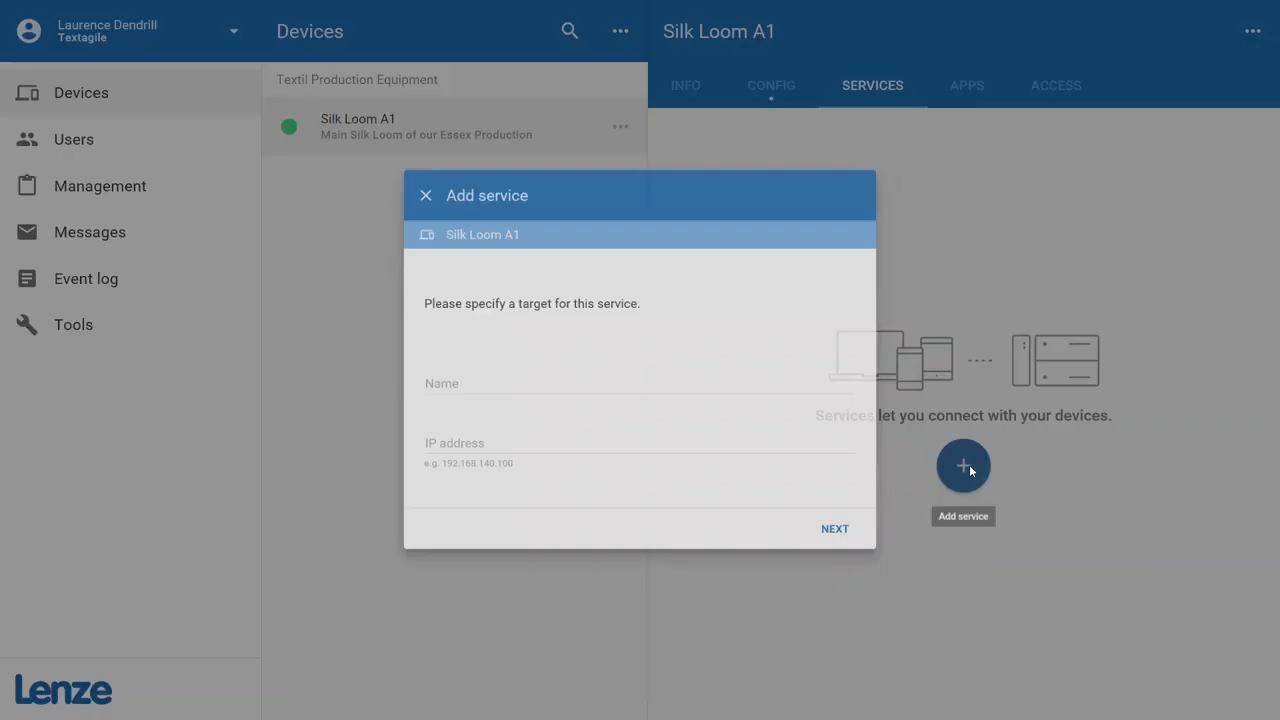 Laurence Dendrill
Textagile
Devices
Users
Management
Messages
Event log
Tools
Lenze
Devices
Textil Production Equipment
Silk Loom A1
Main Silk Loom of our Essex Production
Silk Loom A1
INFO
CONFIG
SERVICES
APPS
ACCESS
Services let you connect with your devices.
Add service
Add service
Silk Loom A1
Please specify a target for this service.
Name
IP address
e.g. 192.168.140.100
NEXT